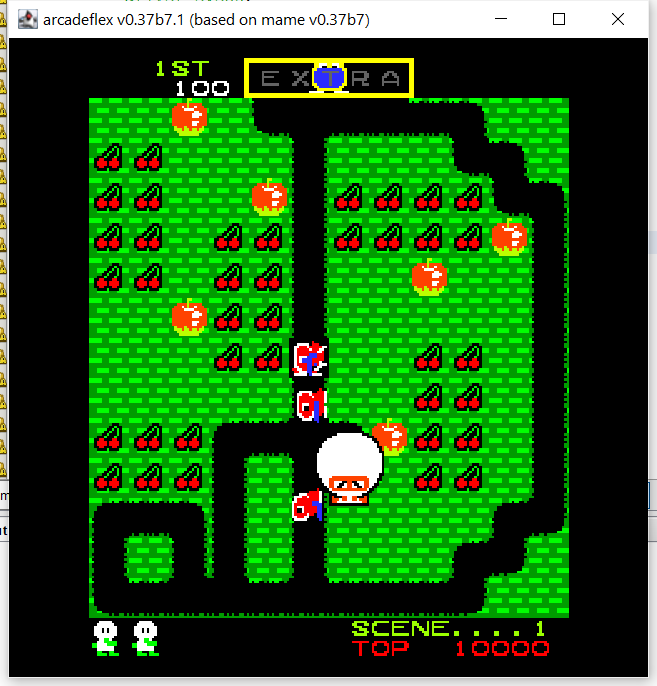 arcadeflex v0.37b7.1 (based on mame v0.37b7)
1ST
EXTRA
100
SCENE....1
TOP 10000